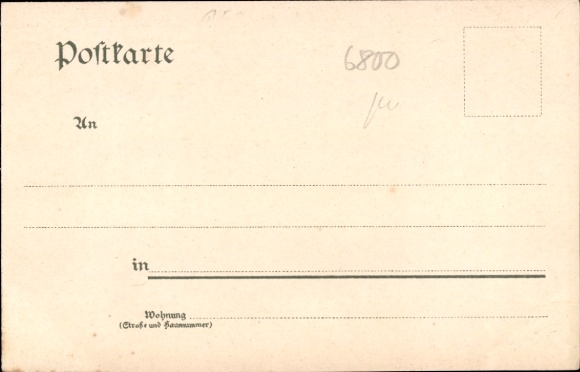 Postkarte
6800
An
in
Wohnung
(Straße und Hausnummer)